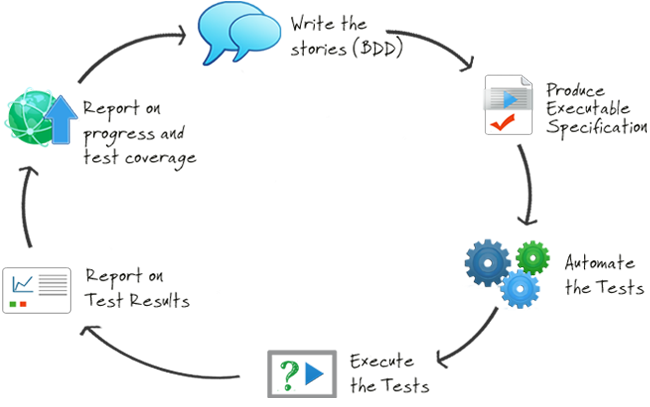 Write the
stories (BDD)
Produce
Executable
Specification
Automate
the Tests
Execute
the Tests
Report on
Test Results
Report on
progress and
test coverage
?